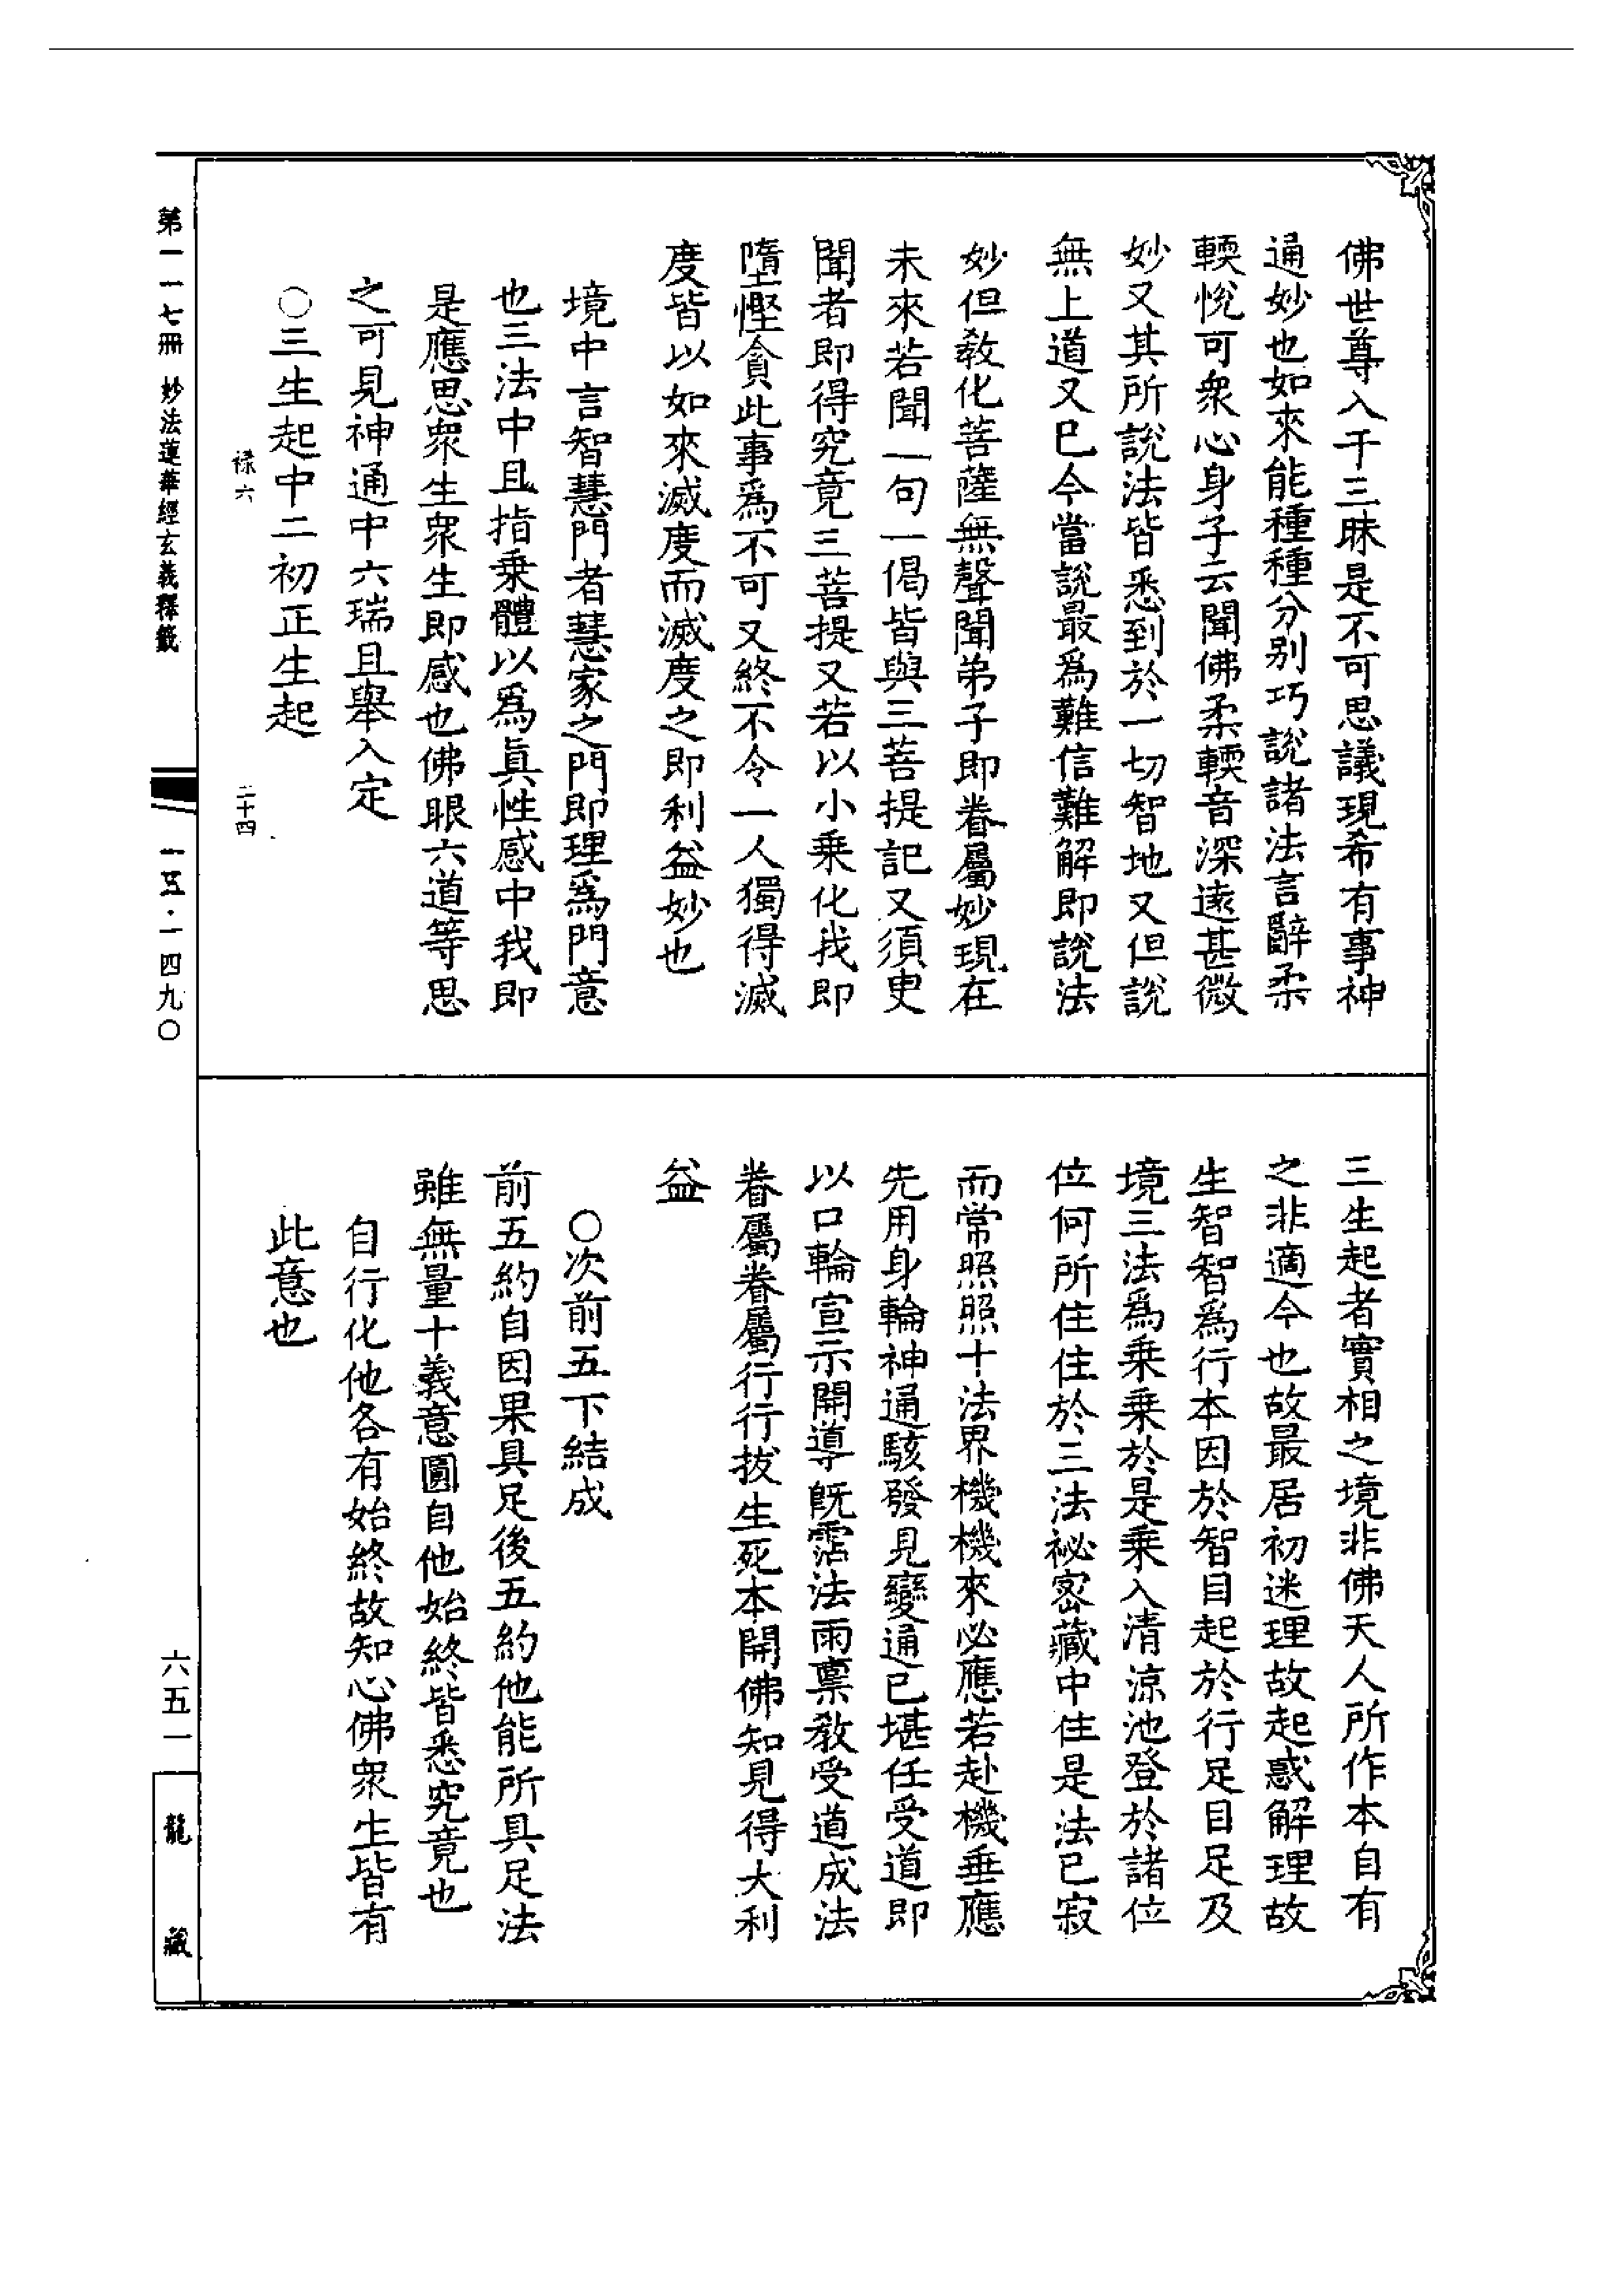 佛世尊入于三昧是不可思議現希有事神
通妙也如來能種種分別巧說諸法言辭柔
輭悅可衆心身子云聞佛柔輭音深遠甚微
妙又其所說法皆悉到於一切智地又但說
無上道又已今當說最爲難信難解即說法
妙但教化菩薩無聲聞弟子即眷屬妙現在
未來若聞一句一偈皆與三菩提記又須臾
聞者即得究竟三菩提又若以小乘化我即
墮慳貪此事爲不可又終不令一人獨得滅
度皆以如來滅度而滅度之即利益妙也
境中言智慧門者慧家之門即理爲門意
也三法中且指乘體以爲眞性感中我即
是應思衆生衆生即感也佛眼六道等思
之可見神通中六瑞且舉入定
○三生起中二初正生起
祿六 二十四
三生起者實相之境非佛天人所作本自有
之非適今也故最居初迷理故起惑解理故
生智智爲行本因於智目起於行足目足及
境三法爲乘乘於是乘入清涼池登於諸位
位何所住住於三法祕密藏中住是法已寂
而常照照十法界機機來必應若赴機垂應
先用身輪神通駭發見變通已堪任受道即
以口輪宣示開導旣霑法雨稟教受道成法
眷屬眷屬行行拔生死本開佛知見得大利
益
○次前五下結成
前五約自因果具足後五約他能所具足法
雖無量十義意圓自他始終皆悉究竟也
自行化他各有始終故知心佛衆生皆有
此意也
第一一七冊 妙法蓮華經玄義釋籤 一五·一四九〇
六五一
龍藏